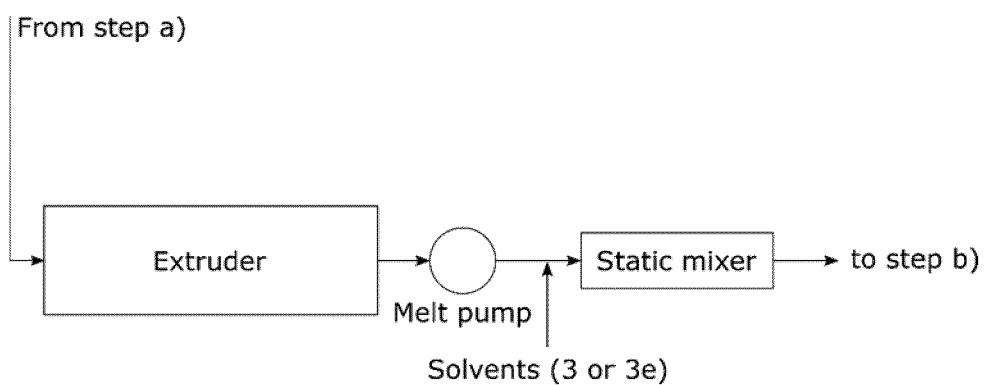 From step a)
Extruder
Melt pump
Static mixer
to step b)
Solvents (3 or 3e)